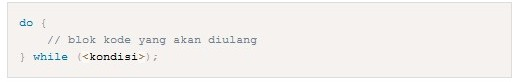 do {
    // blok kode yang akan diulang
} while (<kondisi>);